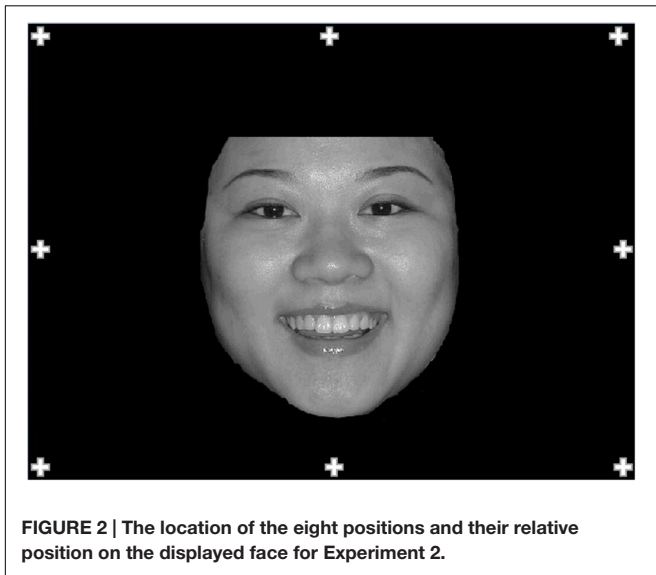 FIGURE 2 | The location of the eight positions and their relative
position on the displayed face for Experiment 2.